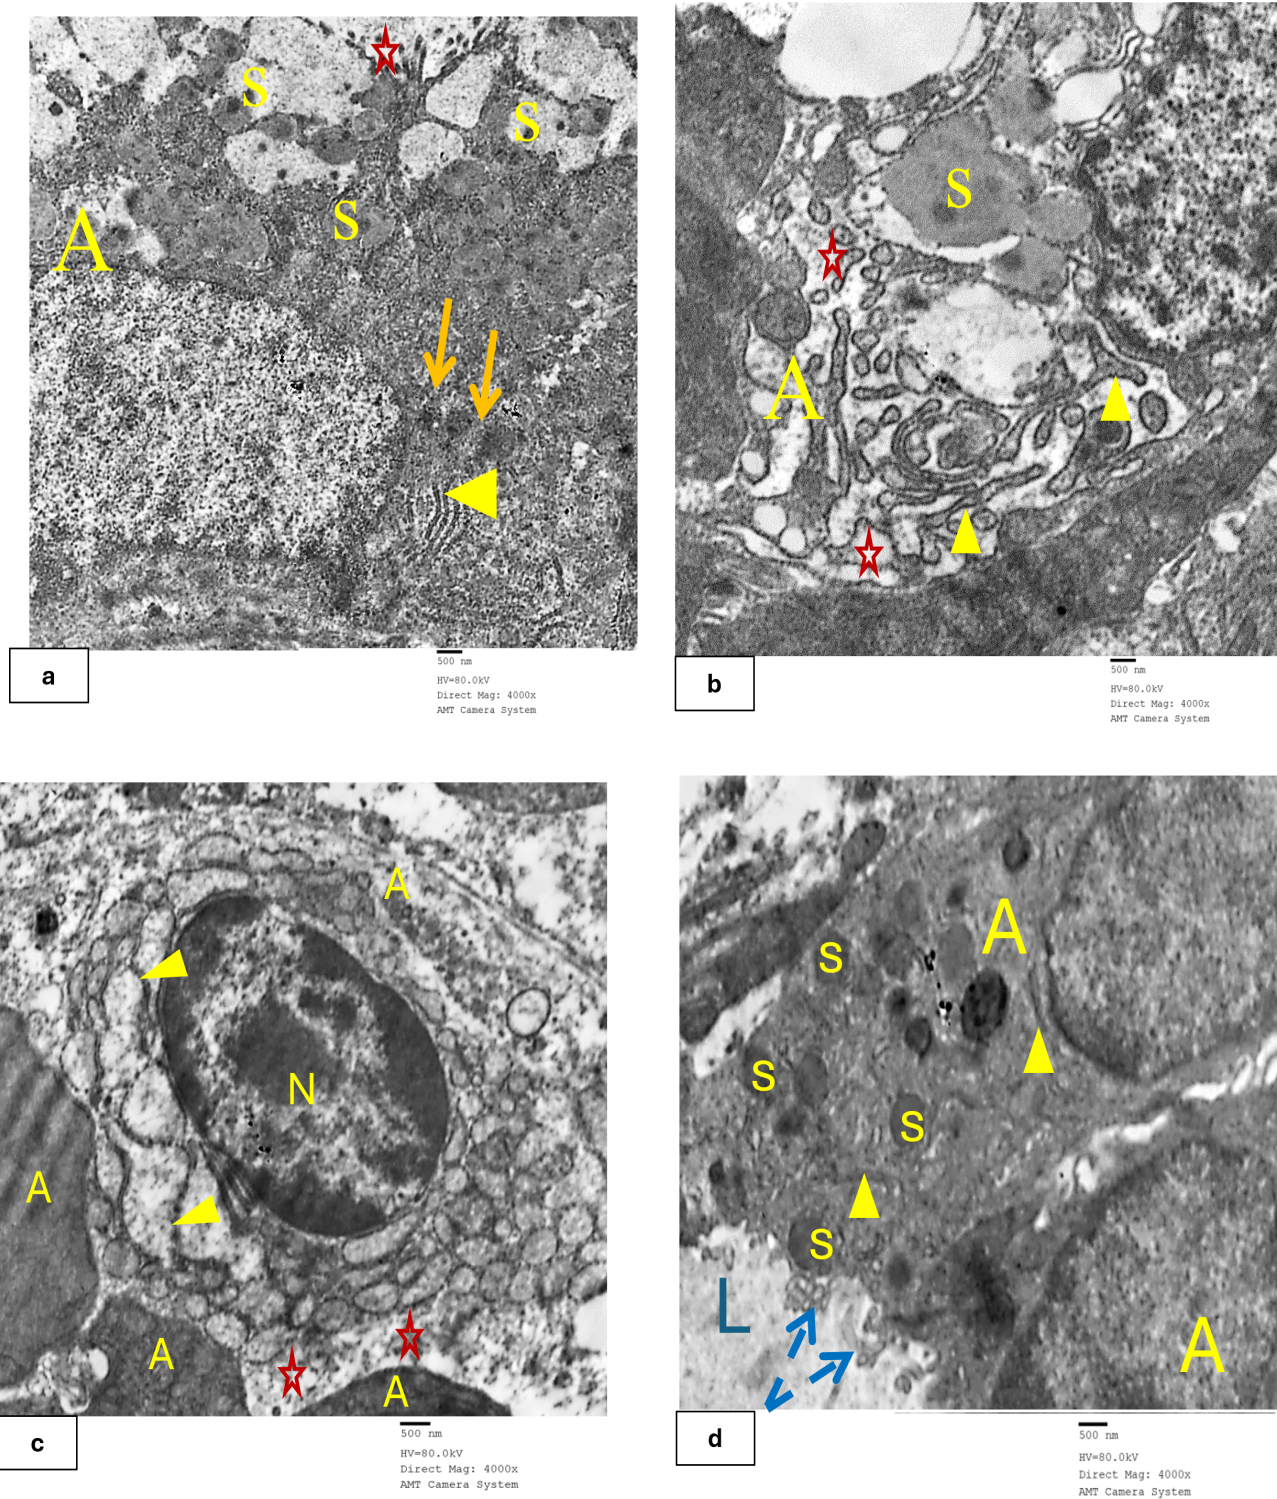 S
S
A
S
a
500 nm
HV=80.0kV
Direct Mag: 4000x
AMT Camera System
S
A
b
500 nm
HV=80.0kV
Direct Mag: 4000x
AMT Camera System
A
N
A
A
A
c
500 nm
HV=80.0kV
Direct Mag: 4000x
AMT Camera System
A
S
S
S
S
L
A
d
500 nm
HV=80.0kV
Direct Mag: 4000x
AMT Camera System